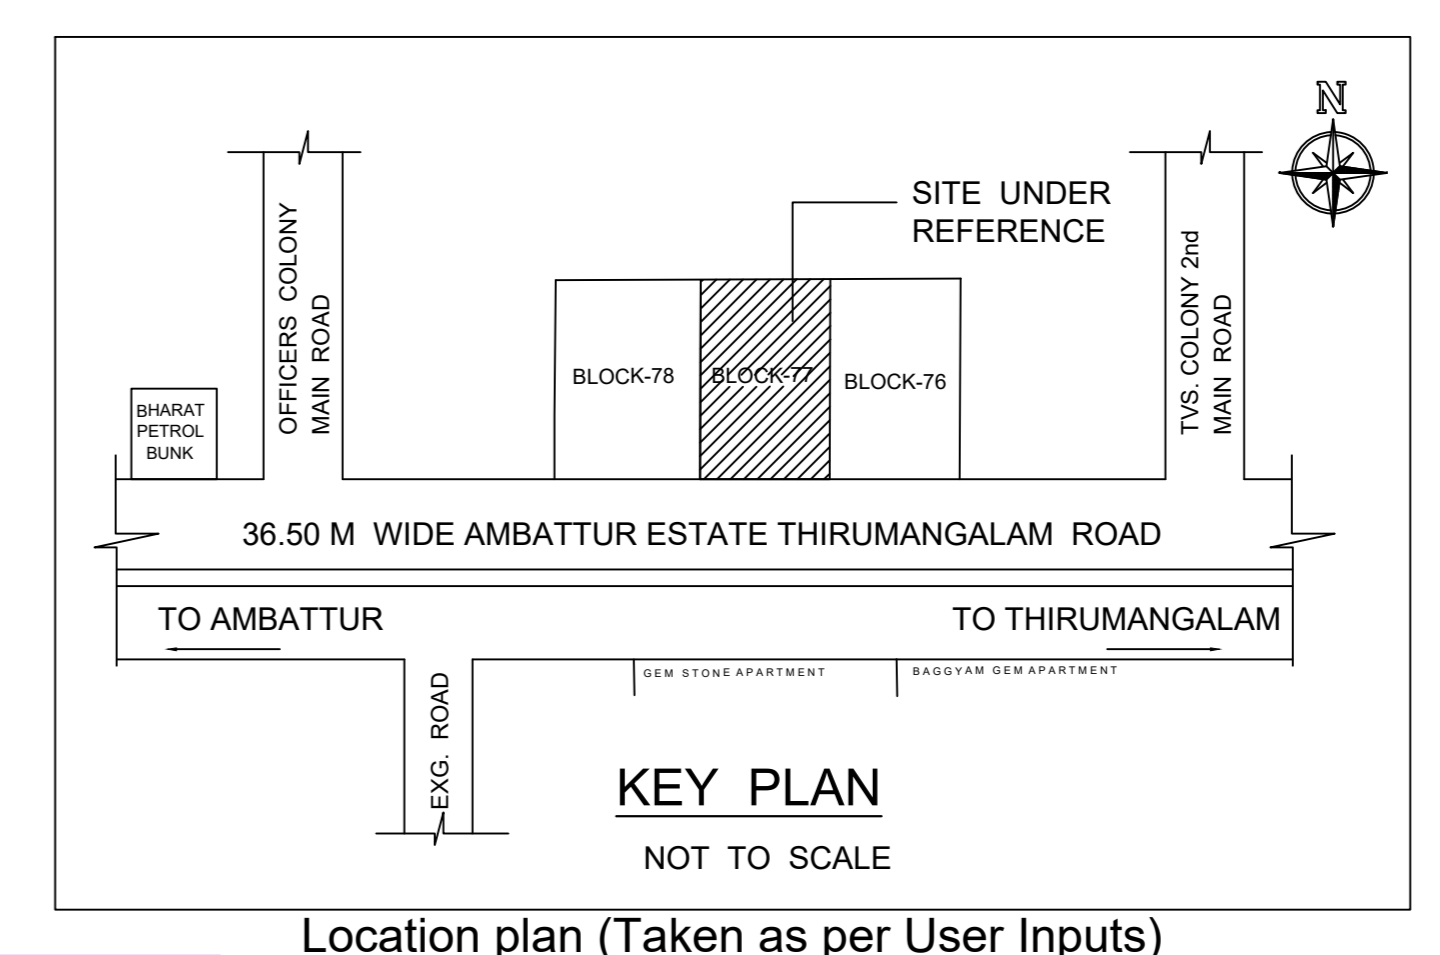 N
SITE UNDER
REFERENCE
OFFICERS COLONY
MAIN ROAD
TVS. COLONY 2nd
MAIN ROAD
BLOCK-78
BLOCK-77
BLOCK-76
BHARAT
PETROL
BUNK
36.50 M WIDE AMBATTUR ESTATE THIRUMANGALAM ROAD
TO AMBATTUR
TO THIRUMANGALAM
GEM STONE APARTMENT
BAGGYAM GEM APARTMENT
EXG. ROAD
KEY PLAN
NOT TO SCALE
Location plan (Taken as per User Inputs)